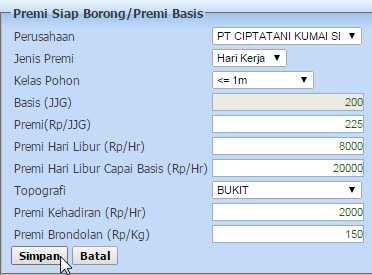 Premi Siap Borong/Premi Basis
Perusahaan PT CIPTATANI KUMAI
Jenis Premi Hari Kerja
Kelas Pohon <= 1m
Basis (JJG) 200
Premi(Rp/JJG) 225
Premi Hari Libur (Rp/Hr) 8000
Premi Hari Libur Capai Basis (Rp/Hr) 20000
Topografi BUKIT
Premi Kehadiran (Rp/Hr) 2000
Premi Brondolan (Rp/Kg) 150
Simpan Batal